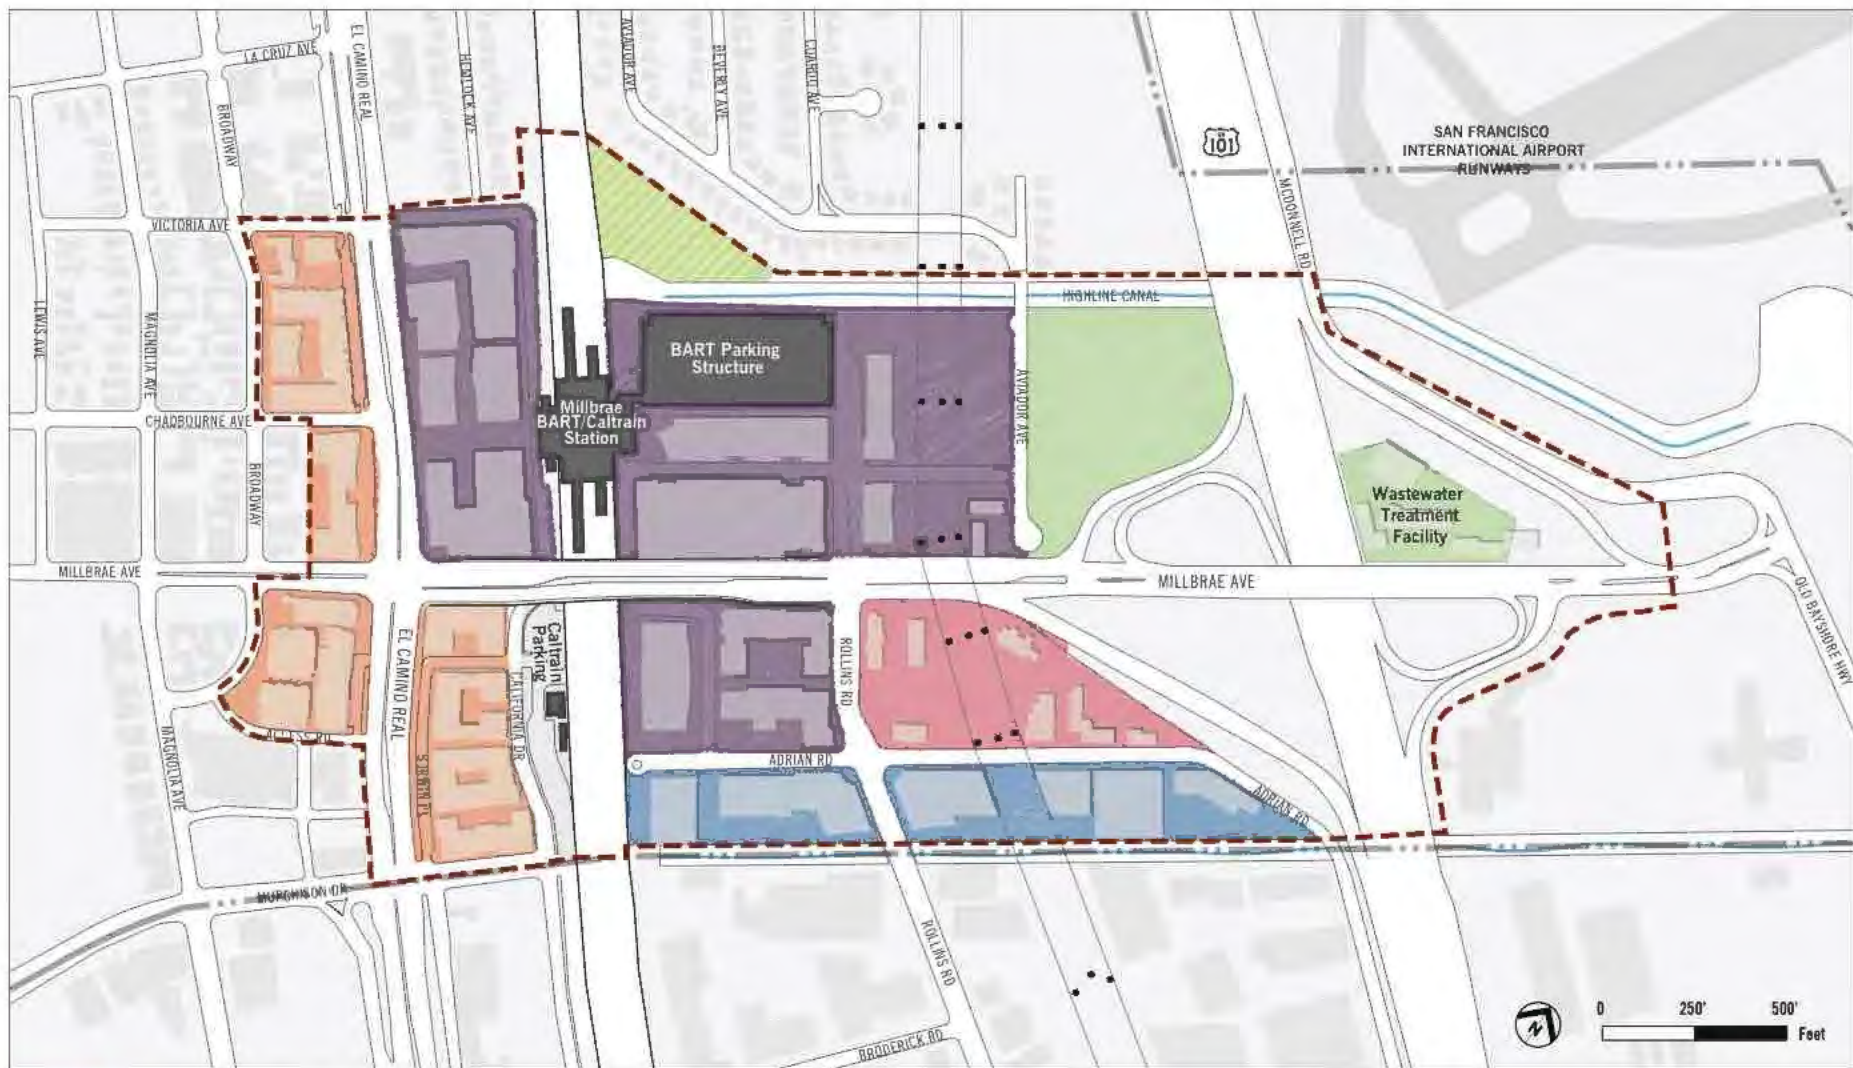 LA CRUZ AVE
EL CAMINO REAL
HEMLOCK AVE
AVIADOR AVE
BEVERLY AVE
CUARDO AVE
BROADWAY
101
SAN FRANCISCO
INTERNATIONAL AIRPORT
RUNWAYS
MCDONNELL RD
VICTORIA AVE
HIGHLINE CANAL
LEWIS AVE
MAGNOLIA AVE
BART Parking
Structure
AVIADOR AVE
Millbrae
BART/Caltrain
Station
CHADBOURNE AVE
BROADWAY
Wastewater
Treatment
Facility
MILLBRAE AVE
MILLBRAE AVE
OLD BAYSHORE HWY
EL CAMINO REAL
Caltrain
Parking
CALIFORNIA DR
ROLLINS RD
MAGNOLIA AVE
ACCESS RD
ADRIAN RD
ADRIAN RD
MURCHISON DR
ROLLINS RD
BRODERICK RD
N
0 250' 500'
Feet